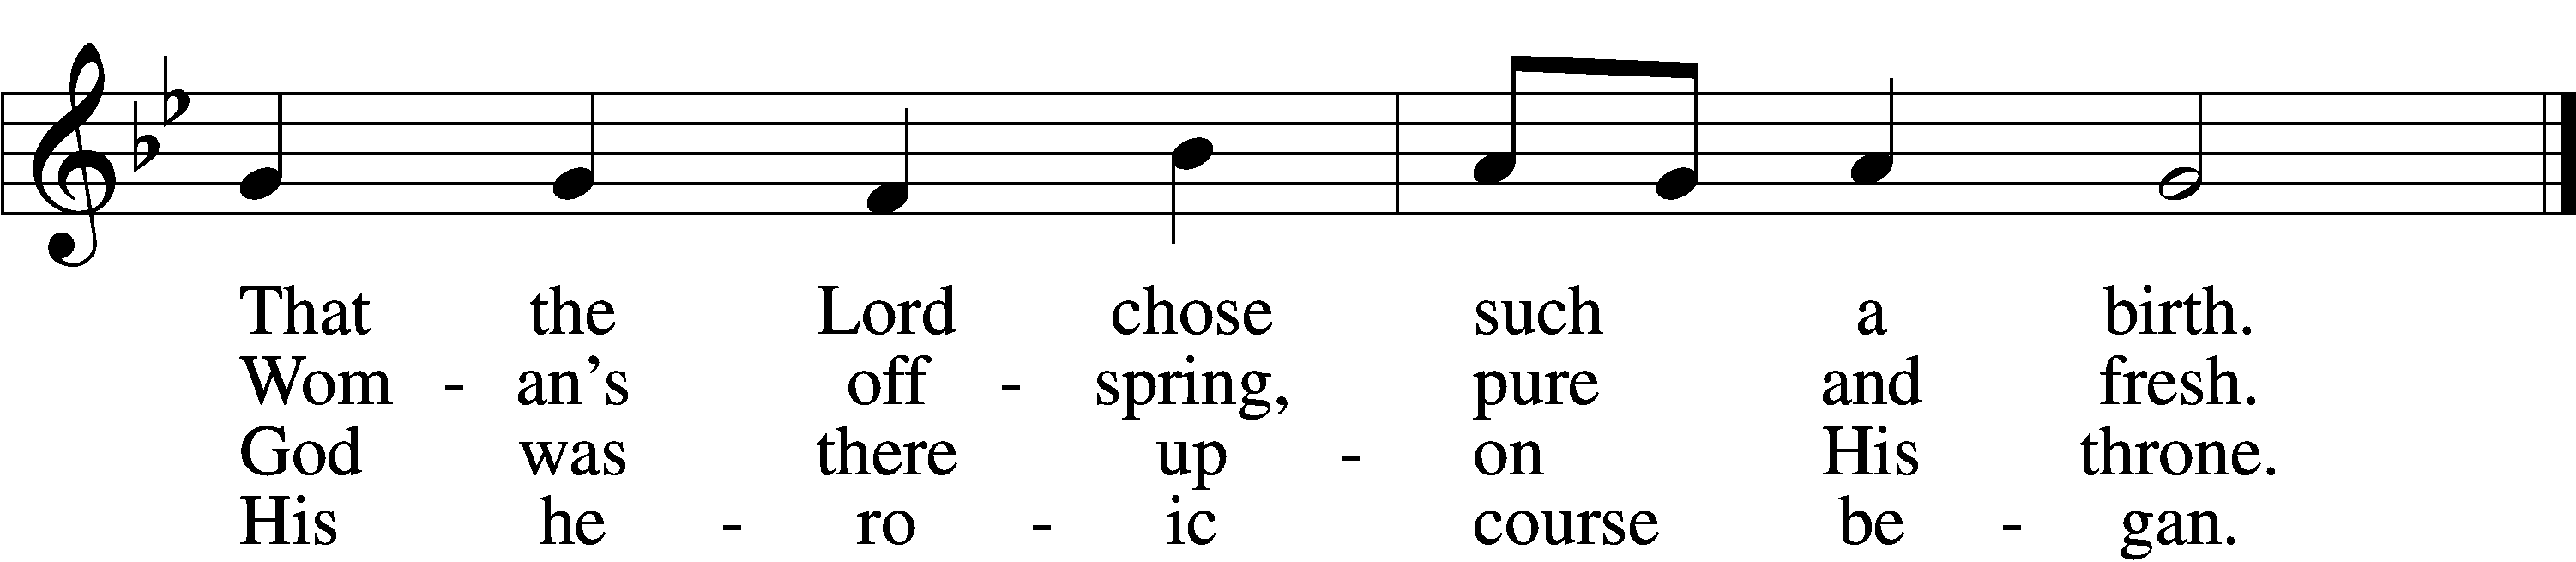 That the Lord chose such a birth.
Wom - an's off - spring, pure and fresh.
God was there up - on His throne.
His he - ro - ic course be - gan.